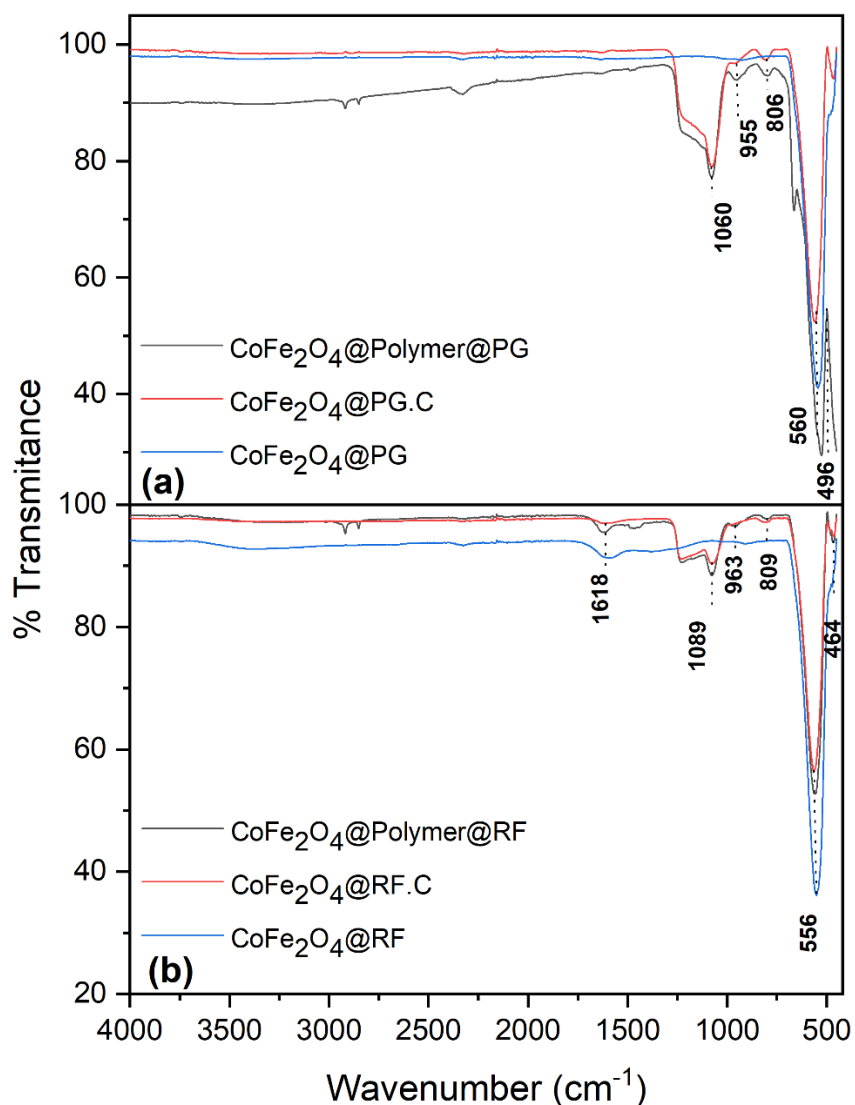 100
80
60
40
955
806
1060
560
496
CoFe2O4@Polymer@PG
CoFe2O4@PG.C
CoFe2O4@PG
(a)
% Transmitance
100
80
60
40
20
1618
1089
963
809
464
556
CoFe2O4@Polymer@RF
CoFe2O4@RF.C
CoFe2O4@RF
(b)
4000 3500 3000 2500 2000 1500 1000 500
Wavenumber (cm-1)